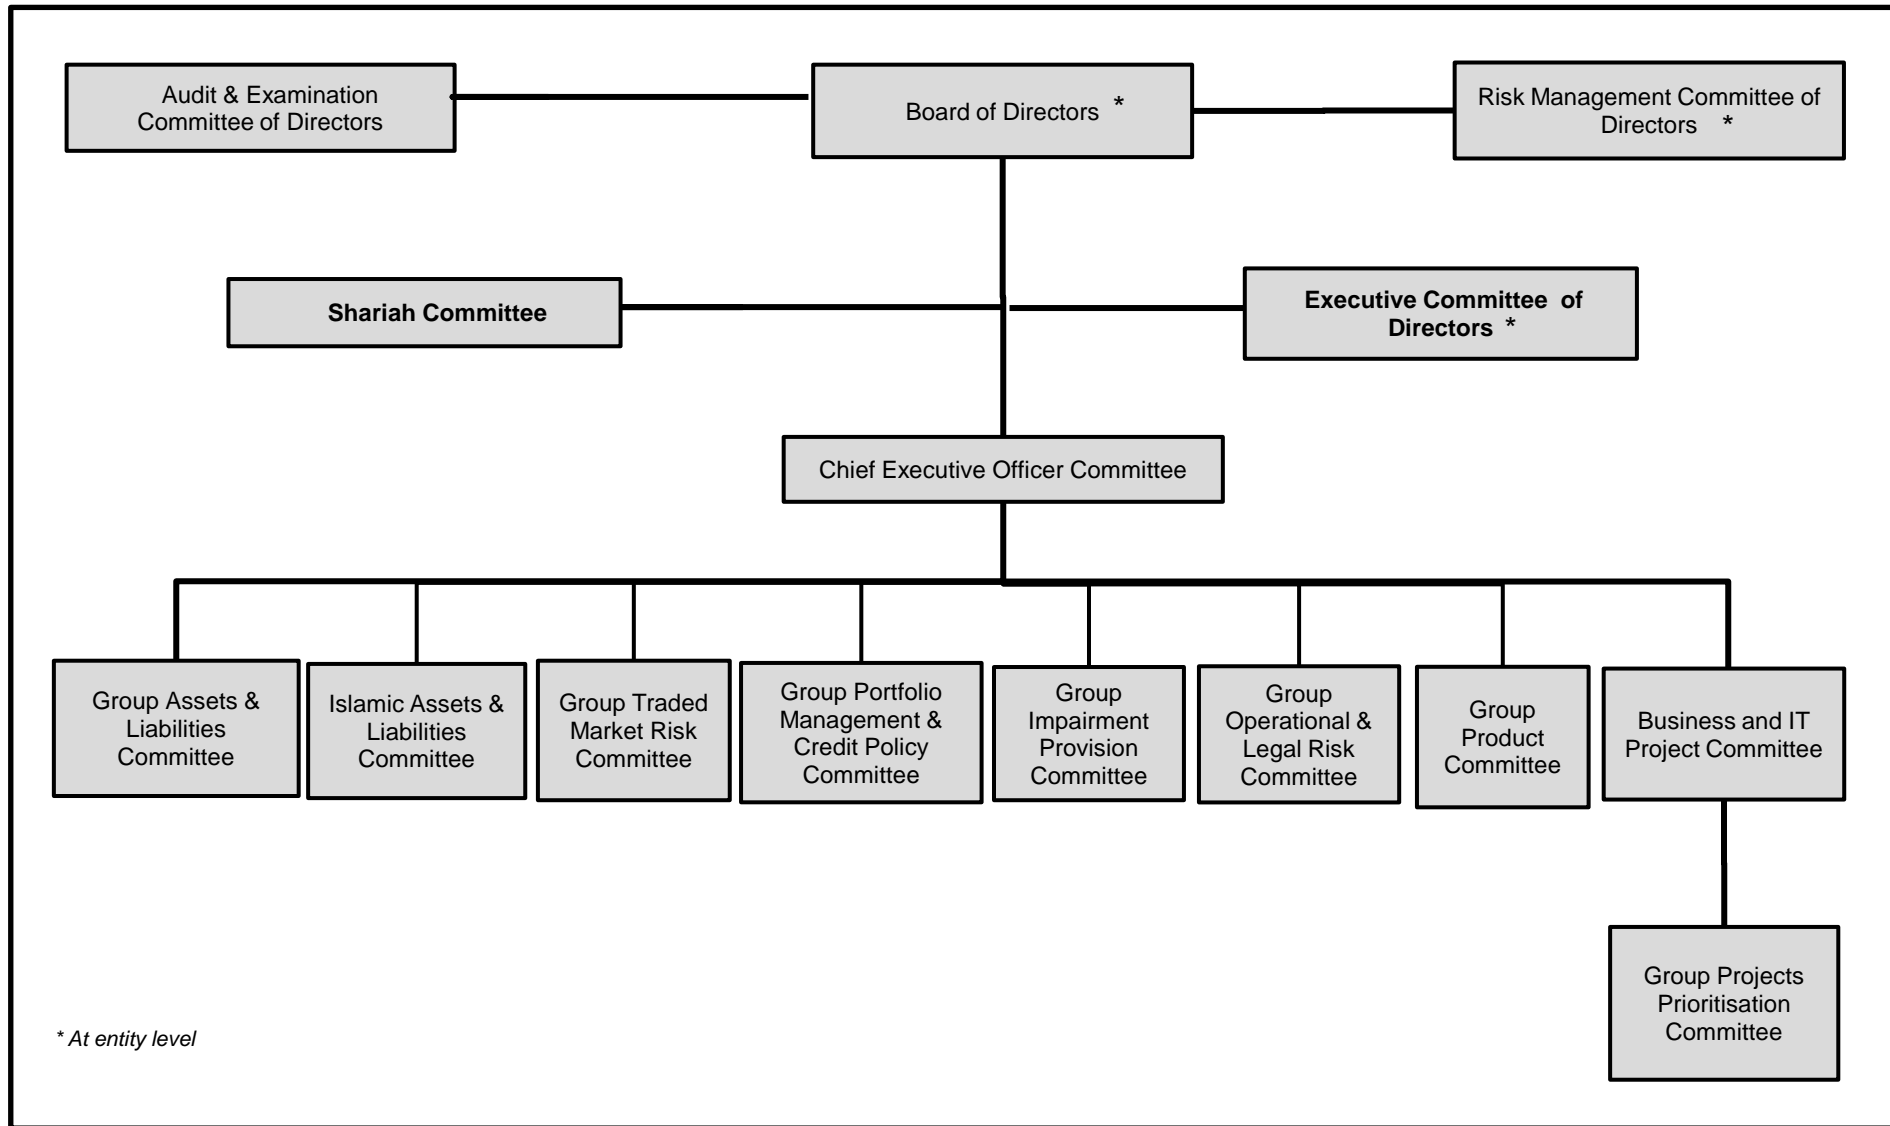 Audit & Examination
Committee of Directors
Board of Directors *
Risk Management Committee of
Directors *
Shariah Committee
Executive Committee of
Directors *
Chief Executive Officer Committee
Group Assets &
Liabilities
Committee
Islamic Assets &
Liabilities
Committee
Group Traded
Market Risk
Committee
Group Portfolio
Management &
Credit Policy
Committee
Group
Impairment
Provision
Committee
Group
Operational &
Legal Risk
Committee
Group
Product
Committee
Business and IT
Project Committee
Group Projects
Prioritisation
Committee
* At entity level